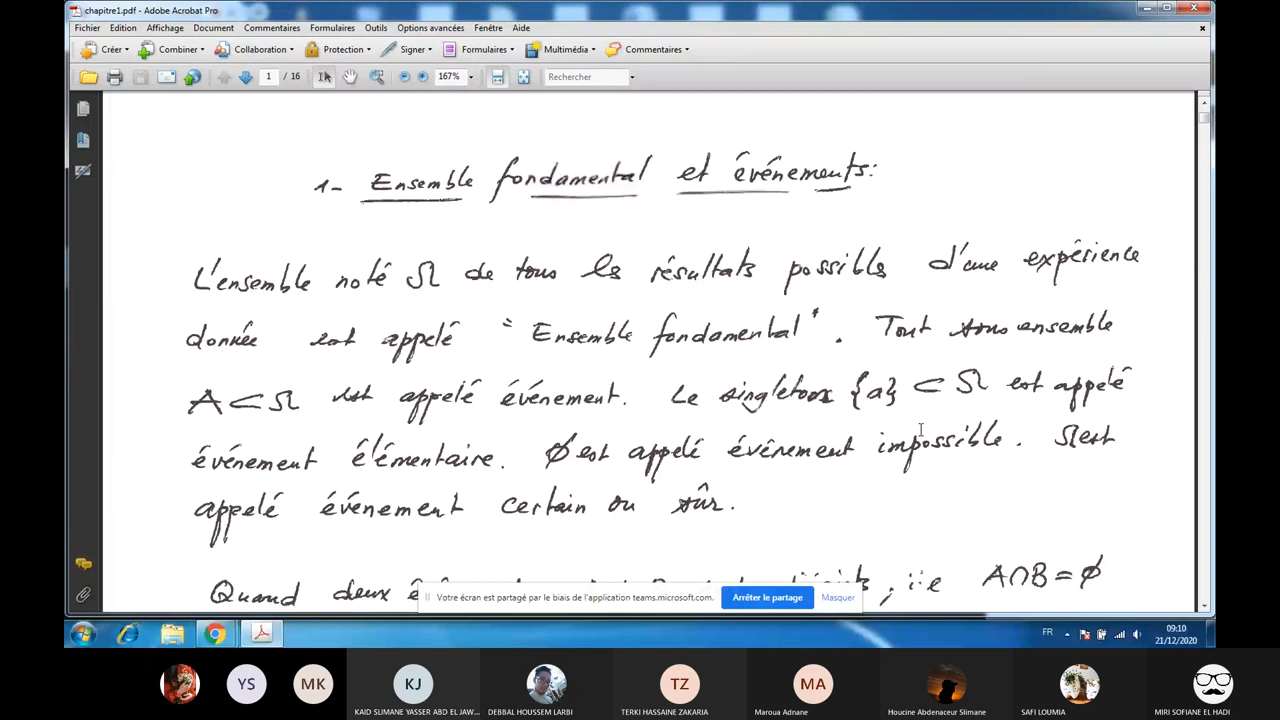 chapitre1.pdf - Adobe Acrobat Pro
Fichier Edition Affichage Document Commentaires Formulaires Outils Options avancées Fenêtre Aide
Créer Combiner Collaboration Protection Signer Formulaires Multimédia Commentaires
1 / 16 167% Rechercher
1- Ensemble fondamental et événements:
L'ensemble noté Ω de tous les résultats possibles d'une expérience
donnée est appelé "Ensemble fondamental". Tout sous ensemble
A⊂Ω est appelé événement. Le singleton {a} ⊂ Ω est appelé
événement élémentaire. ∅ est appelé événement impossible. Ω est
appelé événement certain ou sûr.
Quand deux ; i.e A∩B = ∅
Votre écran est partagé par le biais de l'application teams.microsoft.com. Arrêter le partage Masquer
FR 09:10
21/12/2020
YS MK KJ TZ MA
KAID SLIMANE YASSER ABD EL JAW... DEBBAL HOUSSEM LARBI TERKI HASSAINE ZAKARIA Maroua Adnane Houcine Abdenaceur Slimane SAFI LOUMIA MIRI SOFIANE EL HADI